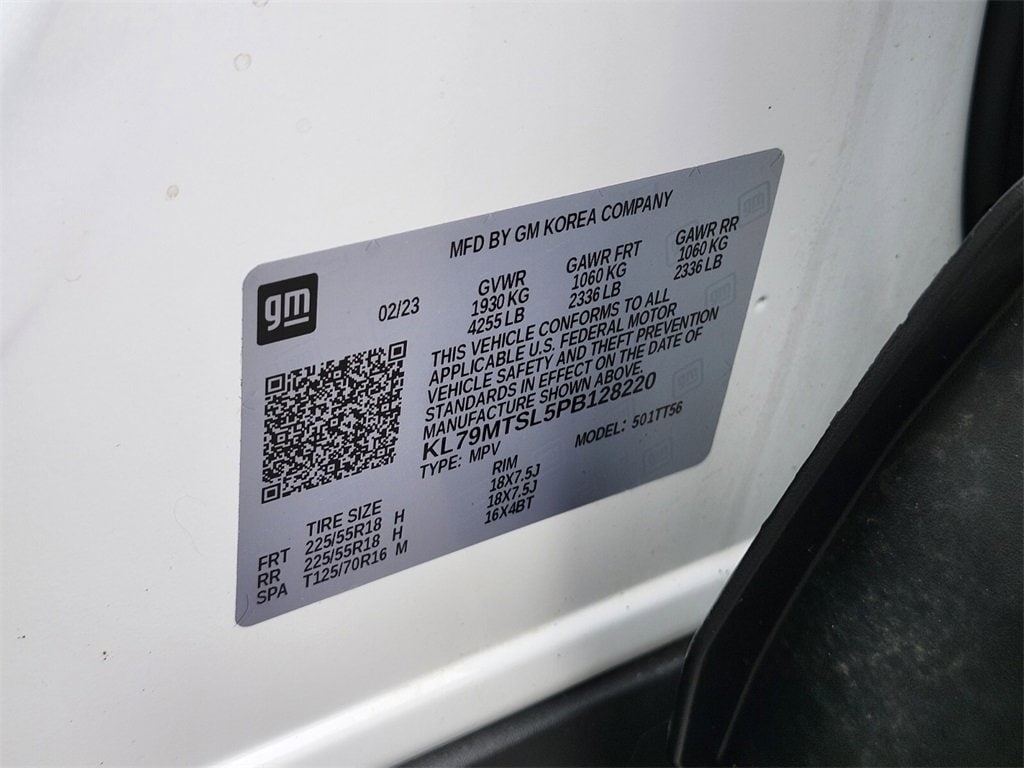 MFD BY GM KOREA COMPANY
gm
02/23
GVWR GAWR FRT GAWR RR
1930 KG 1060 KG 1060 KG
4255 LB 2336 LB 2336 LB
THIS VEHICLE CONFORMS TO ALL
APPLICABLE U.S. FEDERAL MOTOR
VEHICLE SAFETY AND THEFT PREVENTION
STANDARDS IN EFFECT ON THE DATE OF
MANUFACTURE SHOWN ABOVE.
KL79MTSL5PB128220
TYPE: MPV MODEL: 501TT56
TIRE SIZE RIM
FRT 225/55R18 H 18X7.5J
RR 225/55R18 H 18X7.5J
SPA T125/70R16 M 16X4BT